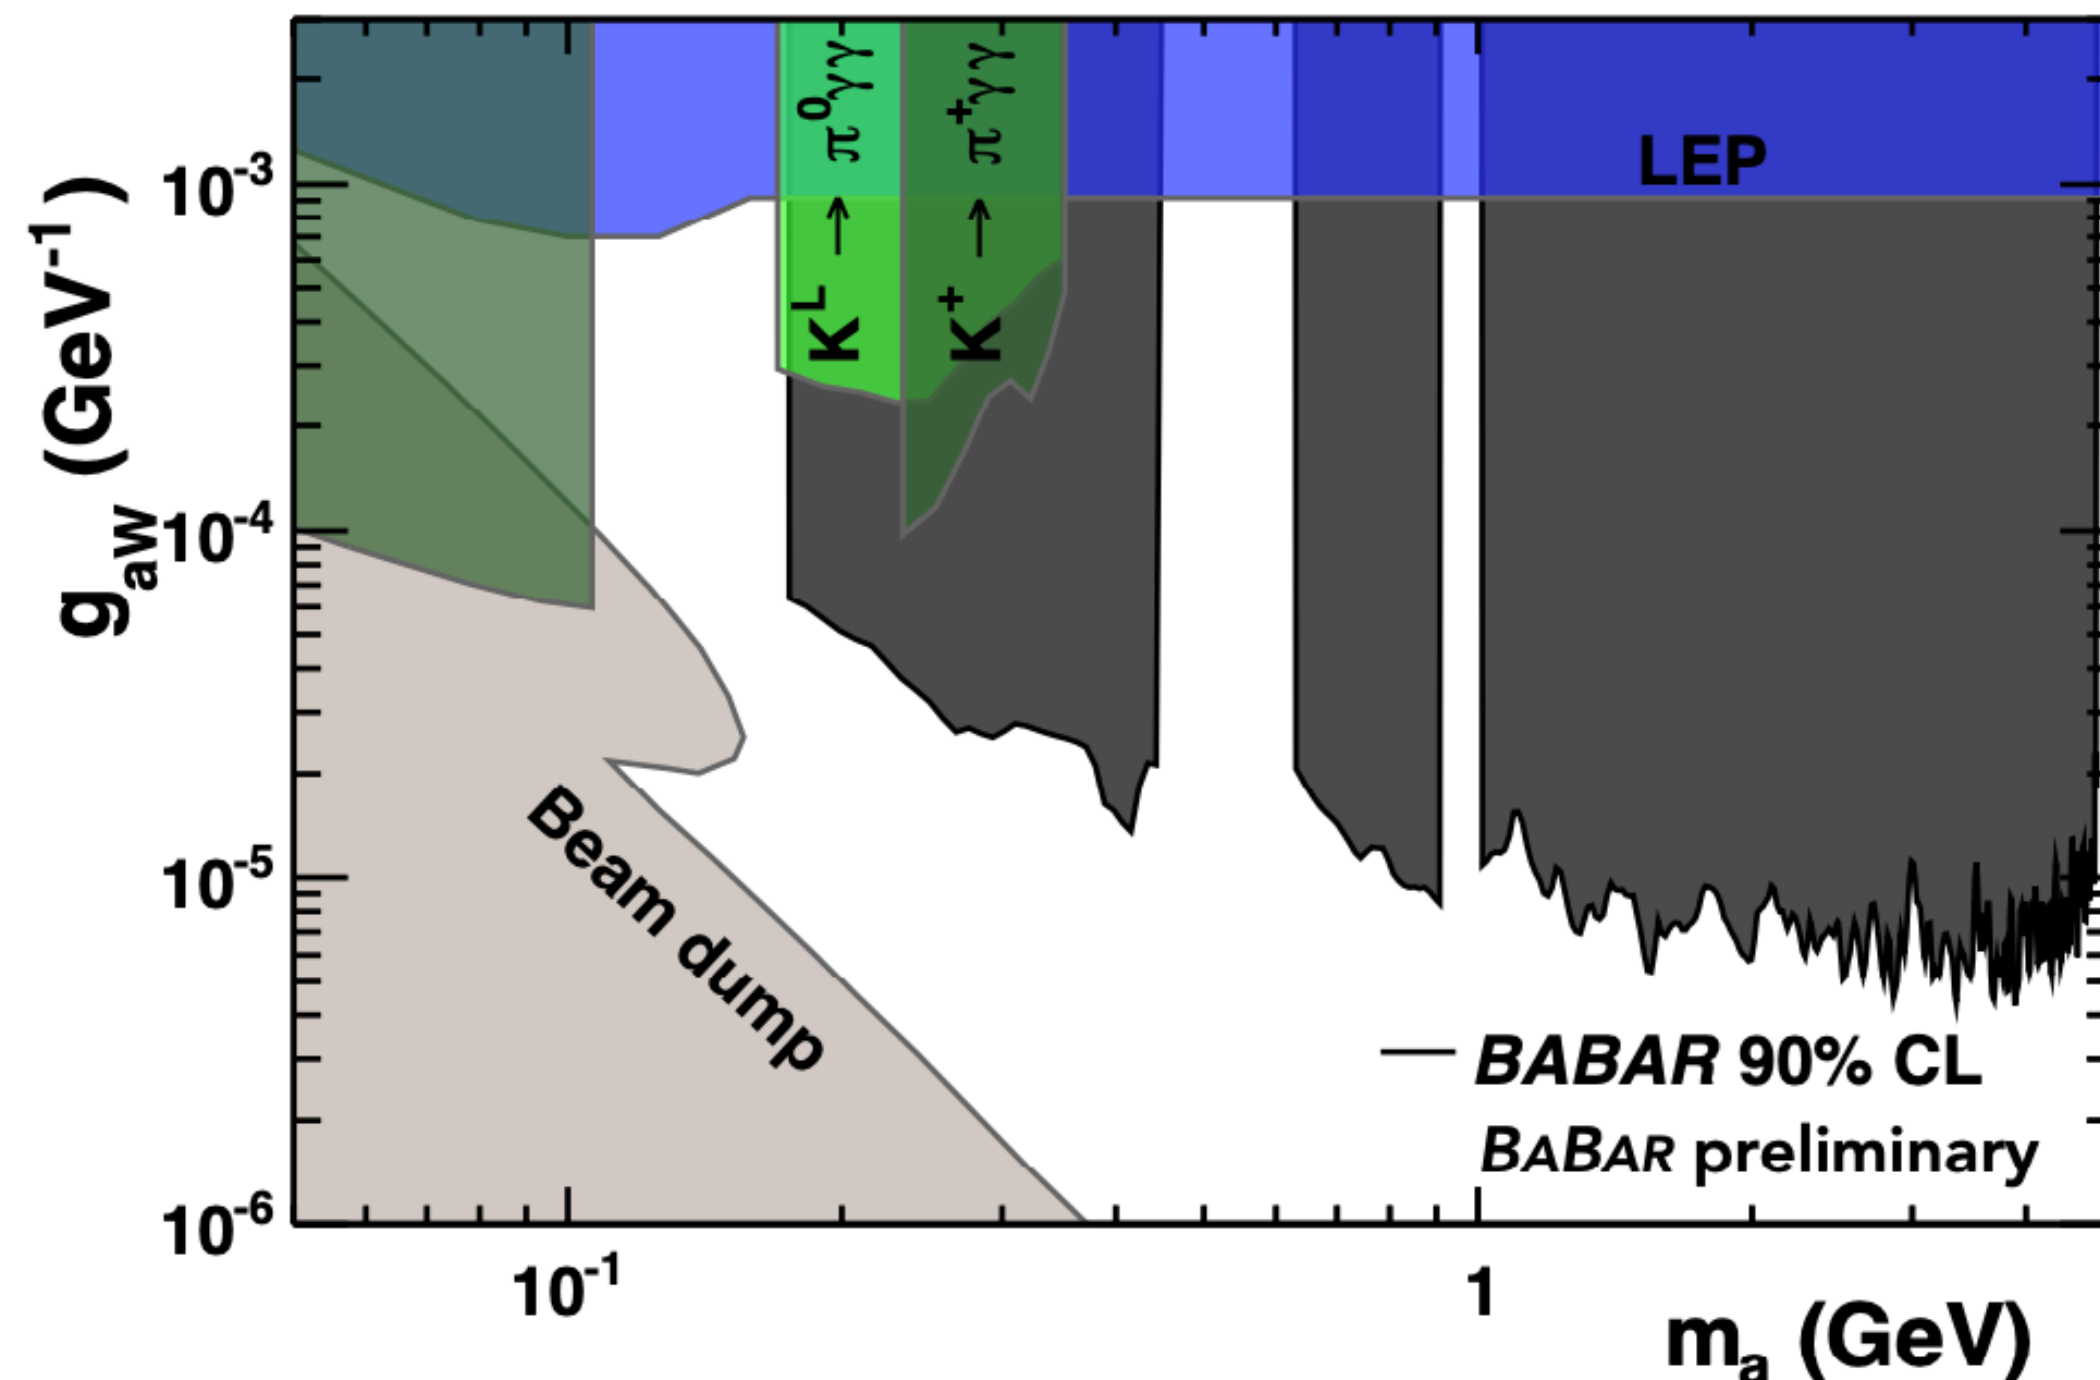 10⁻³
10⁻⁴
10⁻⁵
10⁻⁶
g_aW (GeV⁻¹)
K^L → π⁰γγ
K⁺ → π⁺γγ
LEP
Beam dump
BABAR 90% CL
BABAR preliminary
10⁻¹
1
mₐ (GeV)